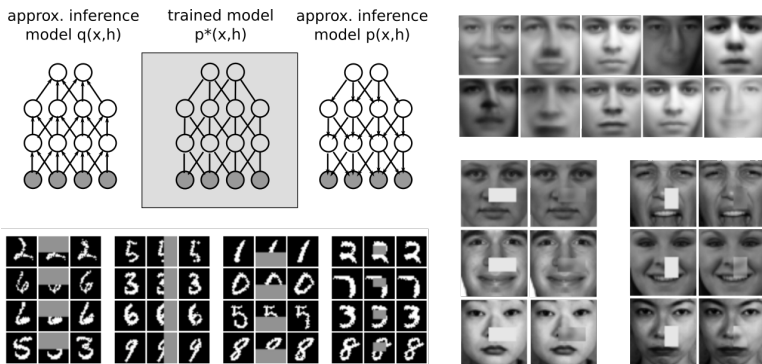 approx. inference
model q(x,h)
trained model
p*(x,h)
approx. inference
model p(x,h)